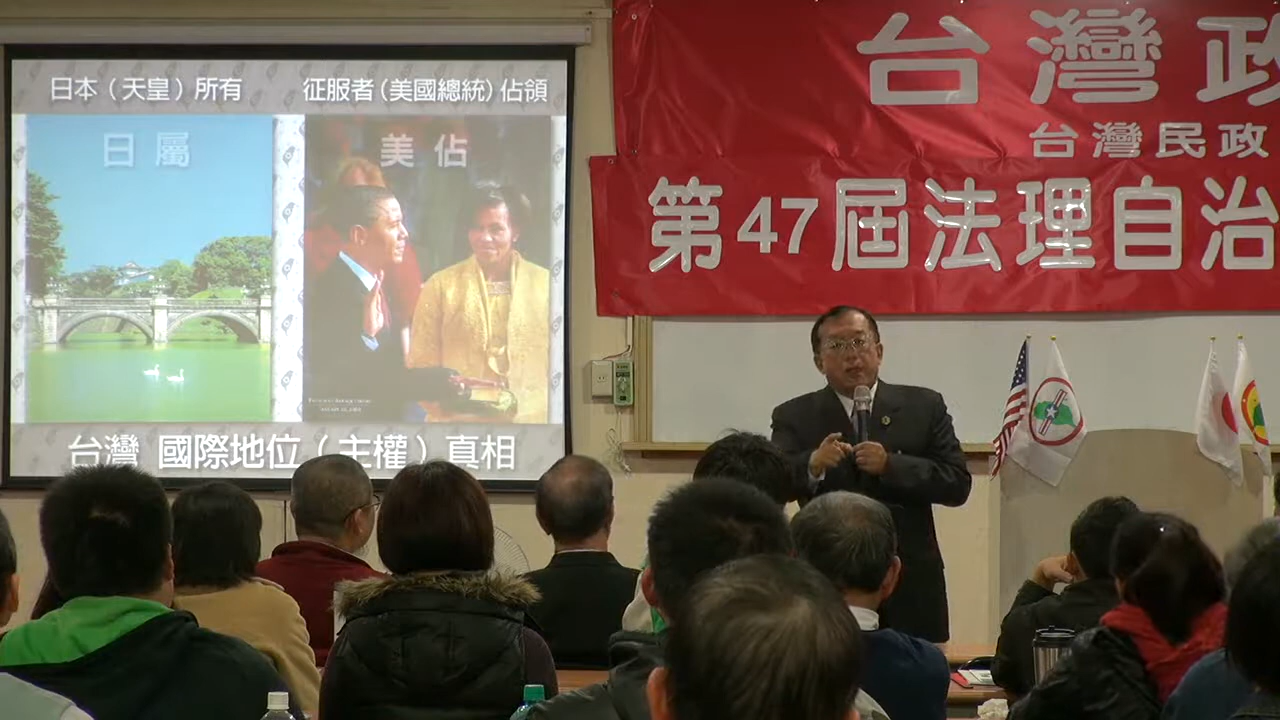 日本（天皇）所有
征服者（美國總統）佔領
日屬
美佔
台灣 國際地位（主權）真相
台灣政
台灣民政
第47屆法理自治